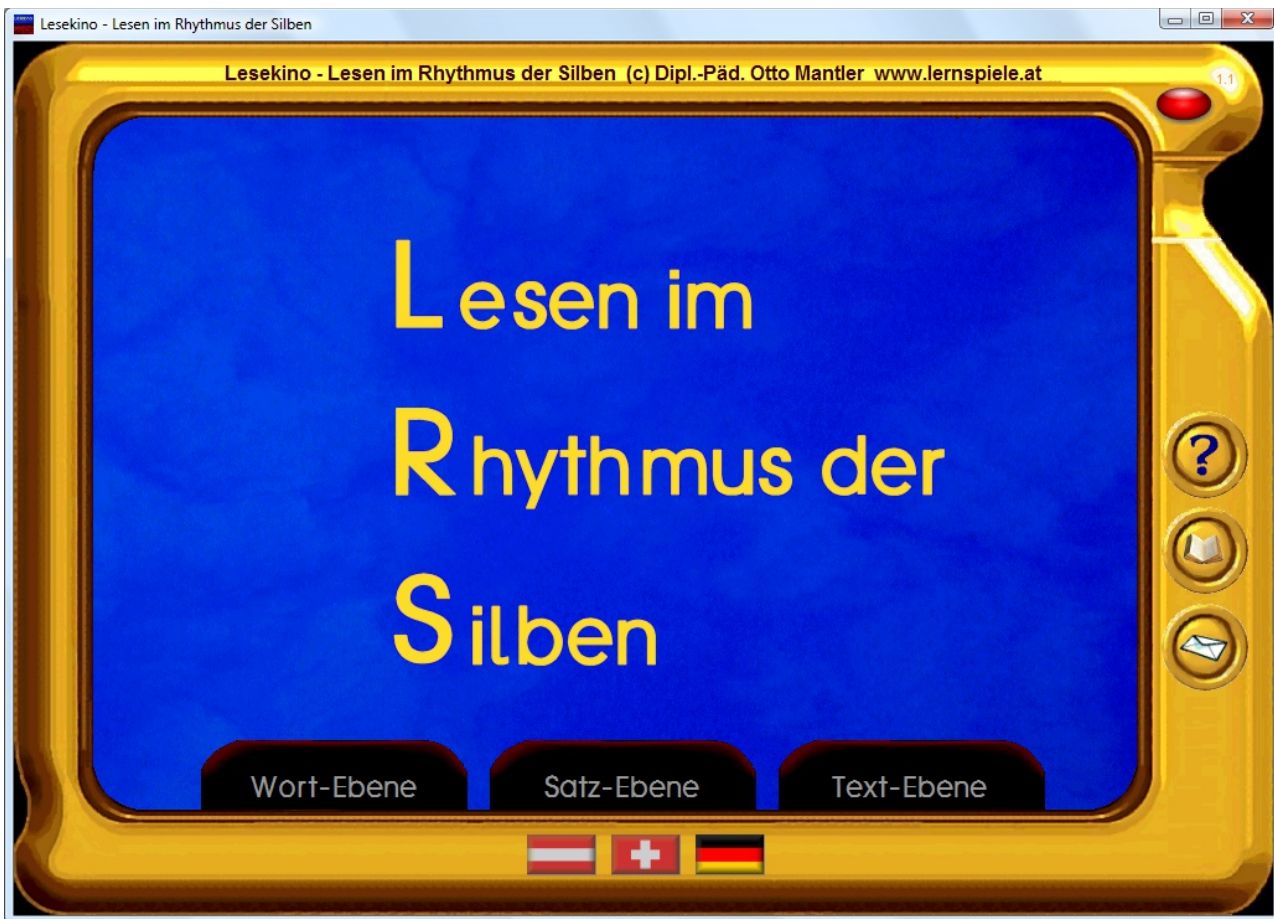 Lesekino - Lesen im Rhythmus der Silben
Lesekino - Lesen im Rhythmus der Silben (c) Dipl.-Päd. Otto Mantler www.lernspiele.at
1.1
Lesen im
Rhythmus der
Silben
?
Wort-Ebene Satz-Ebene Text-Ebene